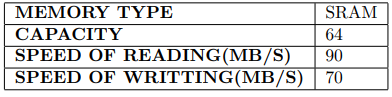 MEMORY TYPE SRAM
CAPACITY 64
SPEED OF READING(MB/S) 90
SPEED OF WRITTING(MB/S) 70